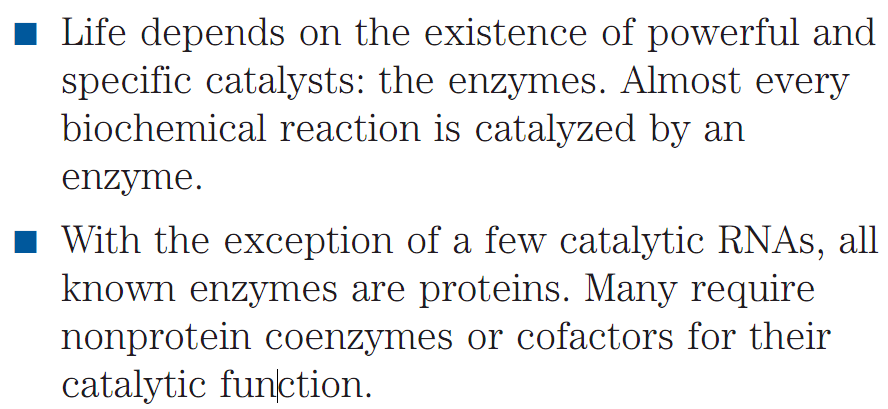 ■ Life depends on the existence of powerful and
specific catalysts: the enzymes. Almost every
biochemical reaction is catalyzed by an
enzyme.
■ With the exception of a few catalytic RNAs, all
known enzymes are proteins. Many require
nonprotein coenzymes or cofactors for their
catalytic function.